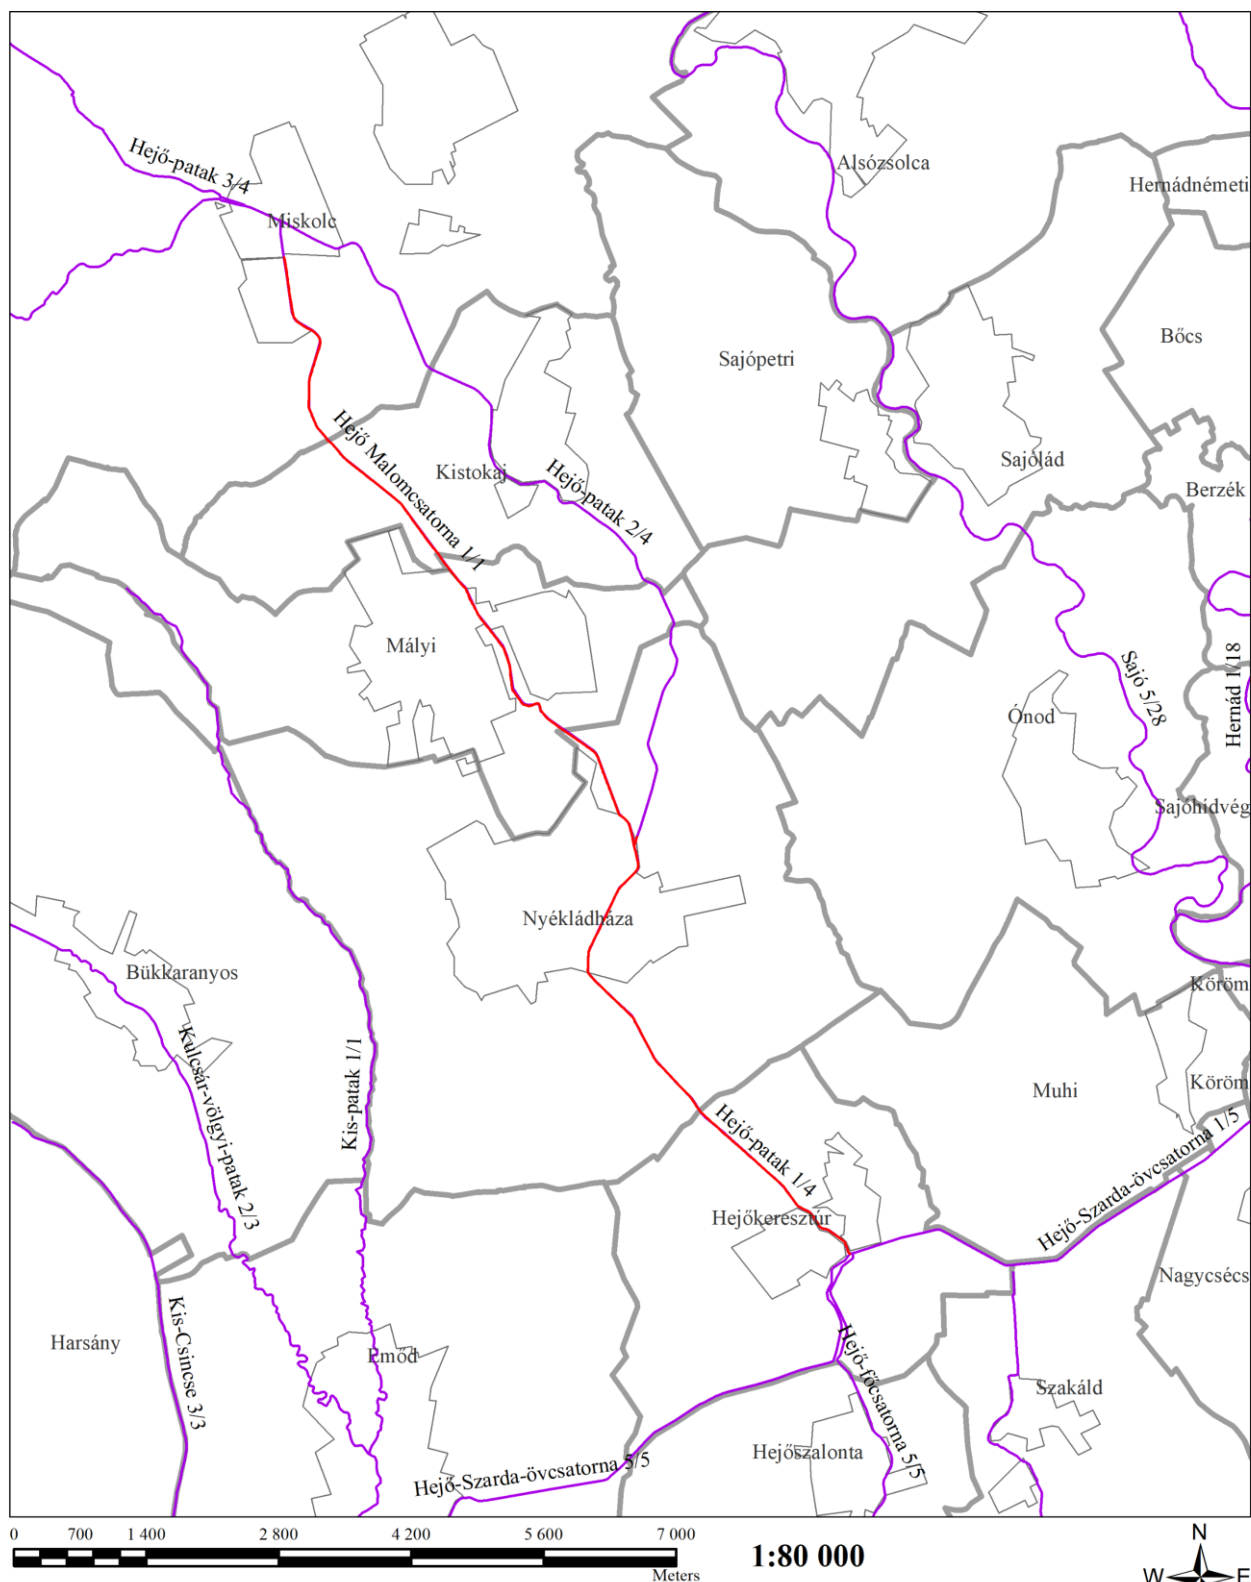 Alsózsolca
Hejő-patak 3/4
Hernádnémeti
Miskolc
Bőcs
Sajópetri
Hejő Malomcsatorna 1/1
Kistokaj
Hejő-patak 2/4
Sajólád
Berzék
Mályi
Sajó 5/28
Hernád 1/18
Ónod
Sajóhídvég
Nyékládháza
Bükkaranyos
Köröm
Kulcsár-völgyi-patak 2/3
Kis-patak 1/1
Muhi
Köröm
Hejő-patak 1/4
Hejő-Szarda-övcsatorna 1/5
Hejőkeresztúr
Nagycsécs
Kis-Csincse 3/3
Harsány
Emőd
Hejő-főcsatorna 5/5
Szakáld
Hejőszalonta
Hejő-Szarda-övcsatorna 5/5
0 700 1 400 2 800 4 200 5 600 7 000
Meters
1:80 000
N
W E